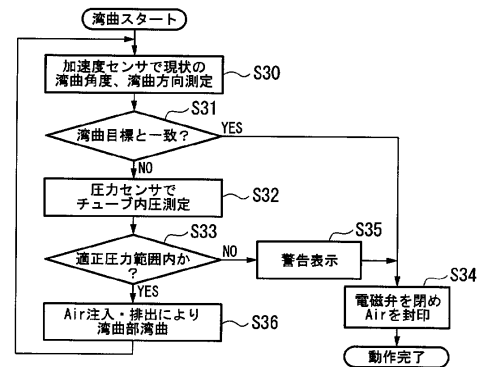 湾曲スタート
加速度センサで現状の
湾曲角度、湾曲方向測定
S30
湾曲目標と一致?
S31
YES
NO
圧力センサで
チューブ内圧測定
S32
適正圧力範囲内か
?
S33
NO
YES
警告表示
S35
電磁弁を閉め
Airを封印
S34
Air注入・排出により
湾曲部湾曲
S36
動作完了